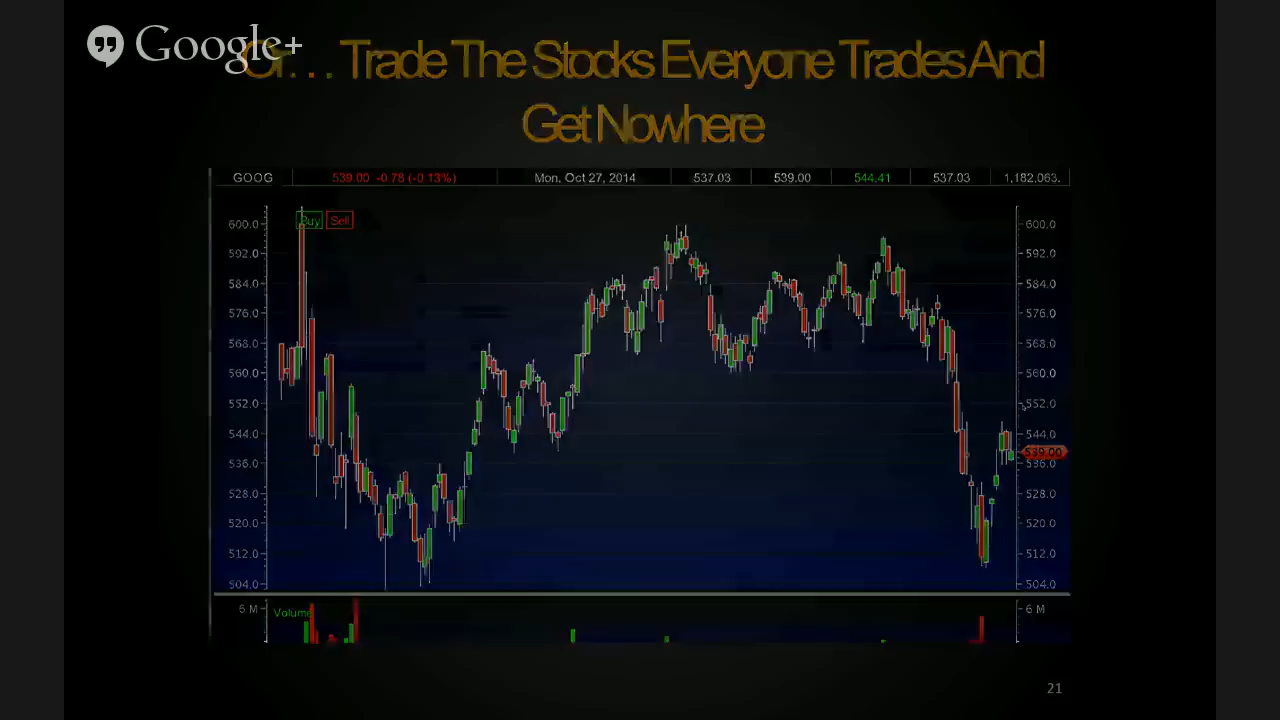 Google+
Or... Trade The Stocks Everyone Trades And
Get Nowhere
GOOG 539.00 -0.78 (-0.13%) Mon, Oct 27, 2014 537.03 539.00 544.41 537.03 1,182,063.
Buy Sell
600.0 600.0
592.0 592.0
584.0 584.0
576.0 576.0
568.0 568.0
560.0 560.0
552.0 552.0
544.0 544.0
539.00
536.0 536.0
528.0 528.0
520.0 520.0
512.0 512.0
504.0 504.0
6 M 6 M
Volume
21